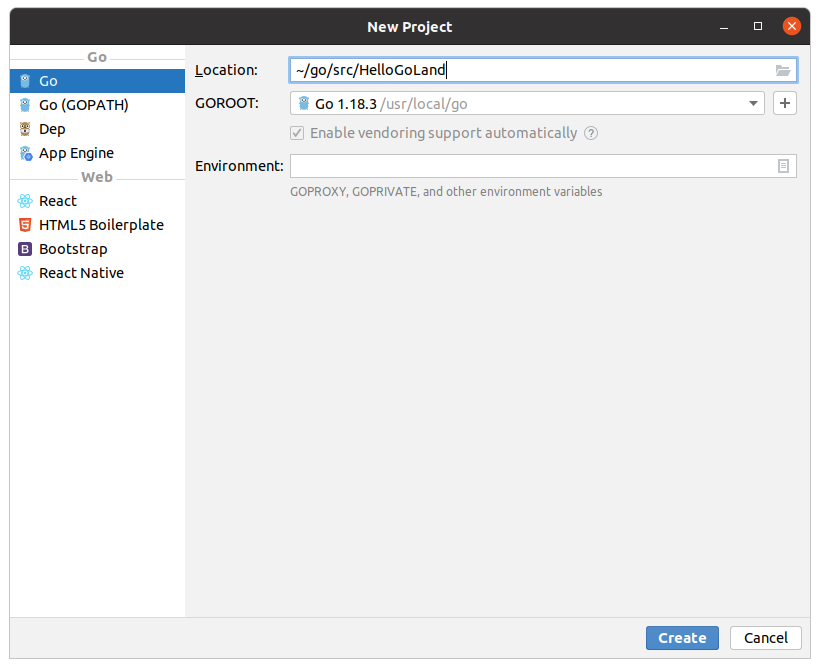 New Project
Go
Go
Go (GOPATH)
Dep
App Engine
Web
React
HTML5 Boilerplate
Bootstrap
React Native
Location: ~/go/src/HelloGoLand
GOROOT: Go 1.18.3 /usr/local/go
Enable vendoring support automatically ?
Environment:
GOPROXY, GOPRIVATE, and other environment variables
Create Cancel